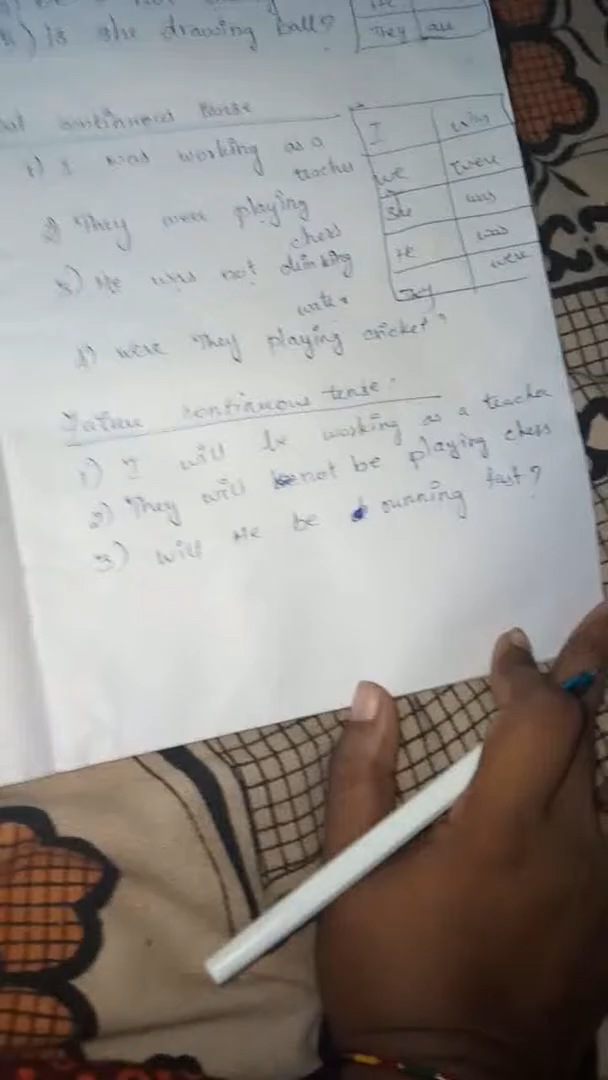 Is she drawing ball?
They are
continuous tense
1) I was working as a
teacher
2) They were playing
chess
3) He was not drinking
water
4) were They playing cricket?
I was
we were
she was
He was
They were
Future continuous tense:
1) I will be working as a teacher
2) They will not be playing chess
3) will He be running fast?